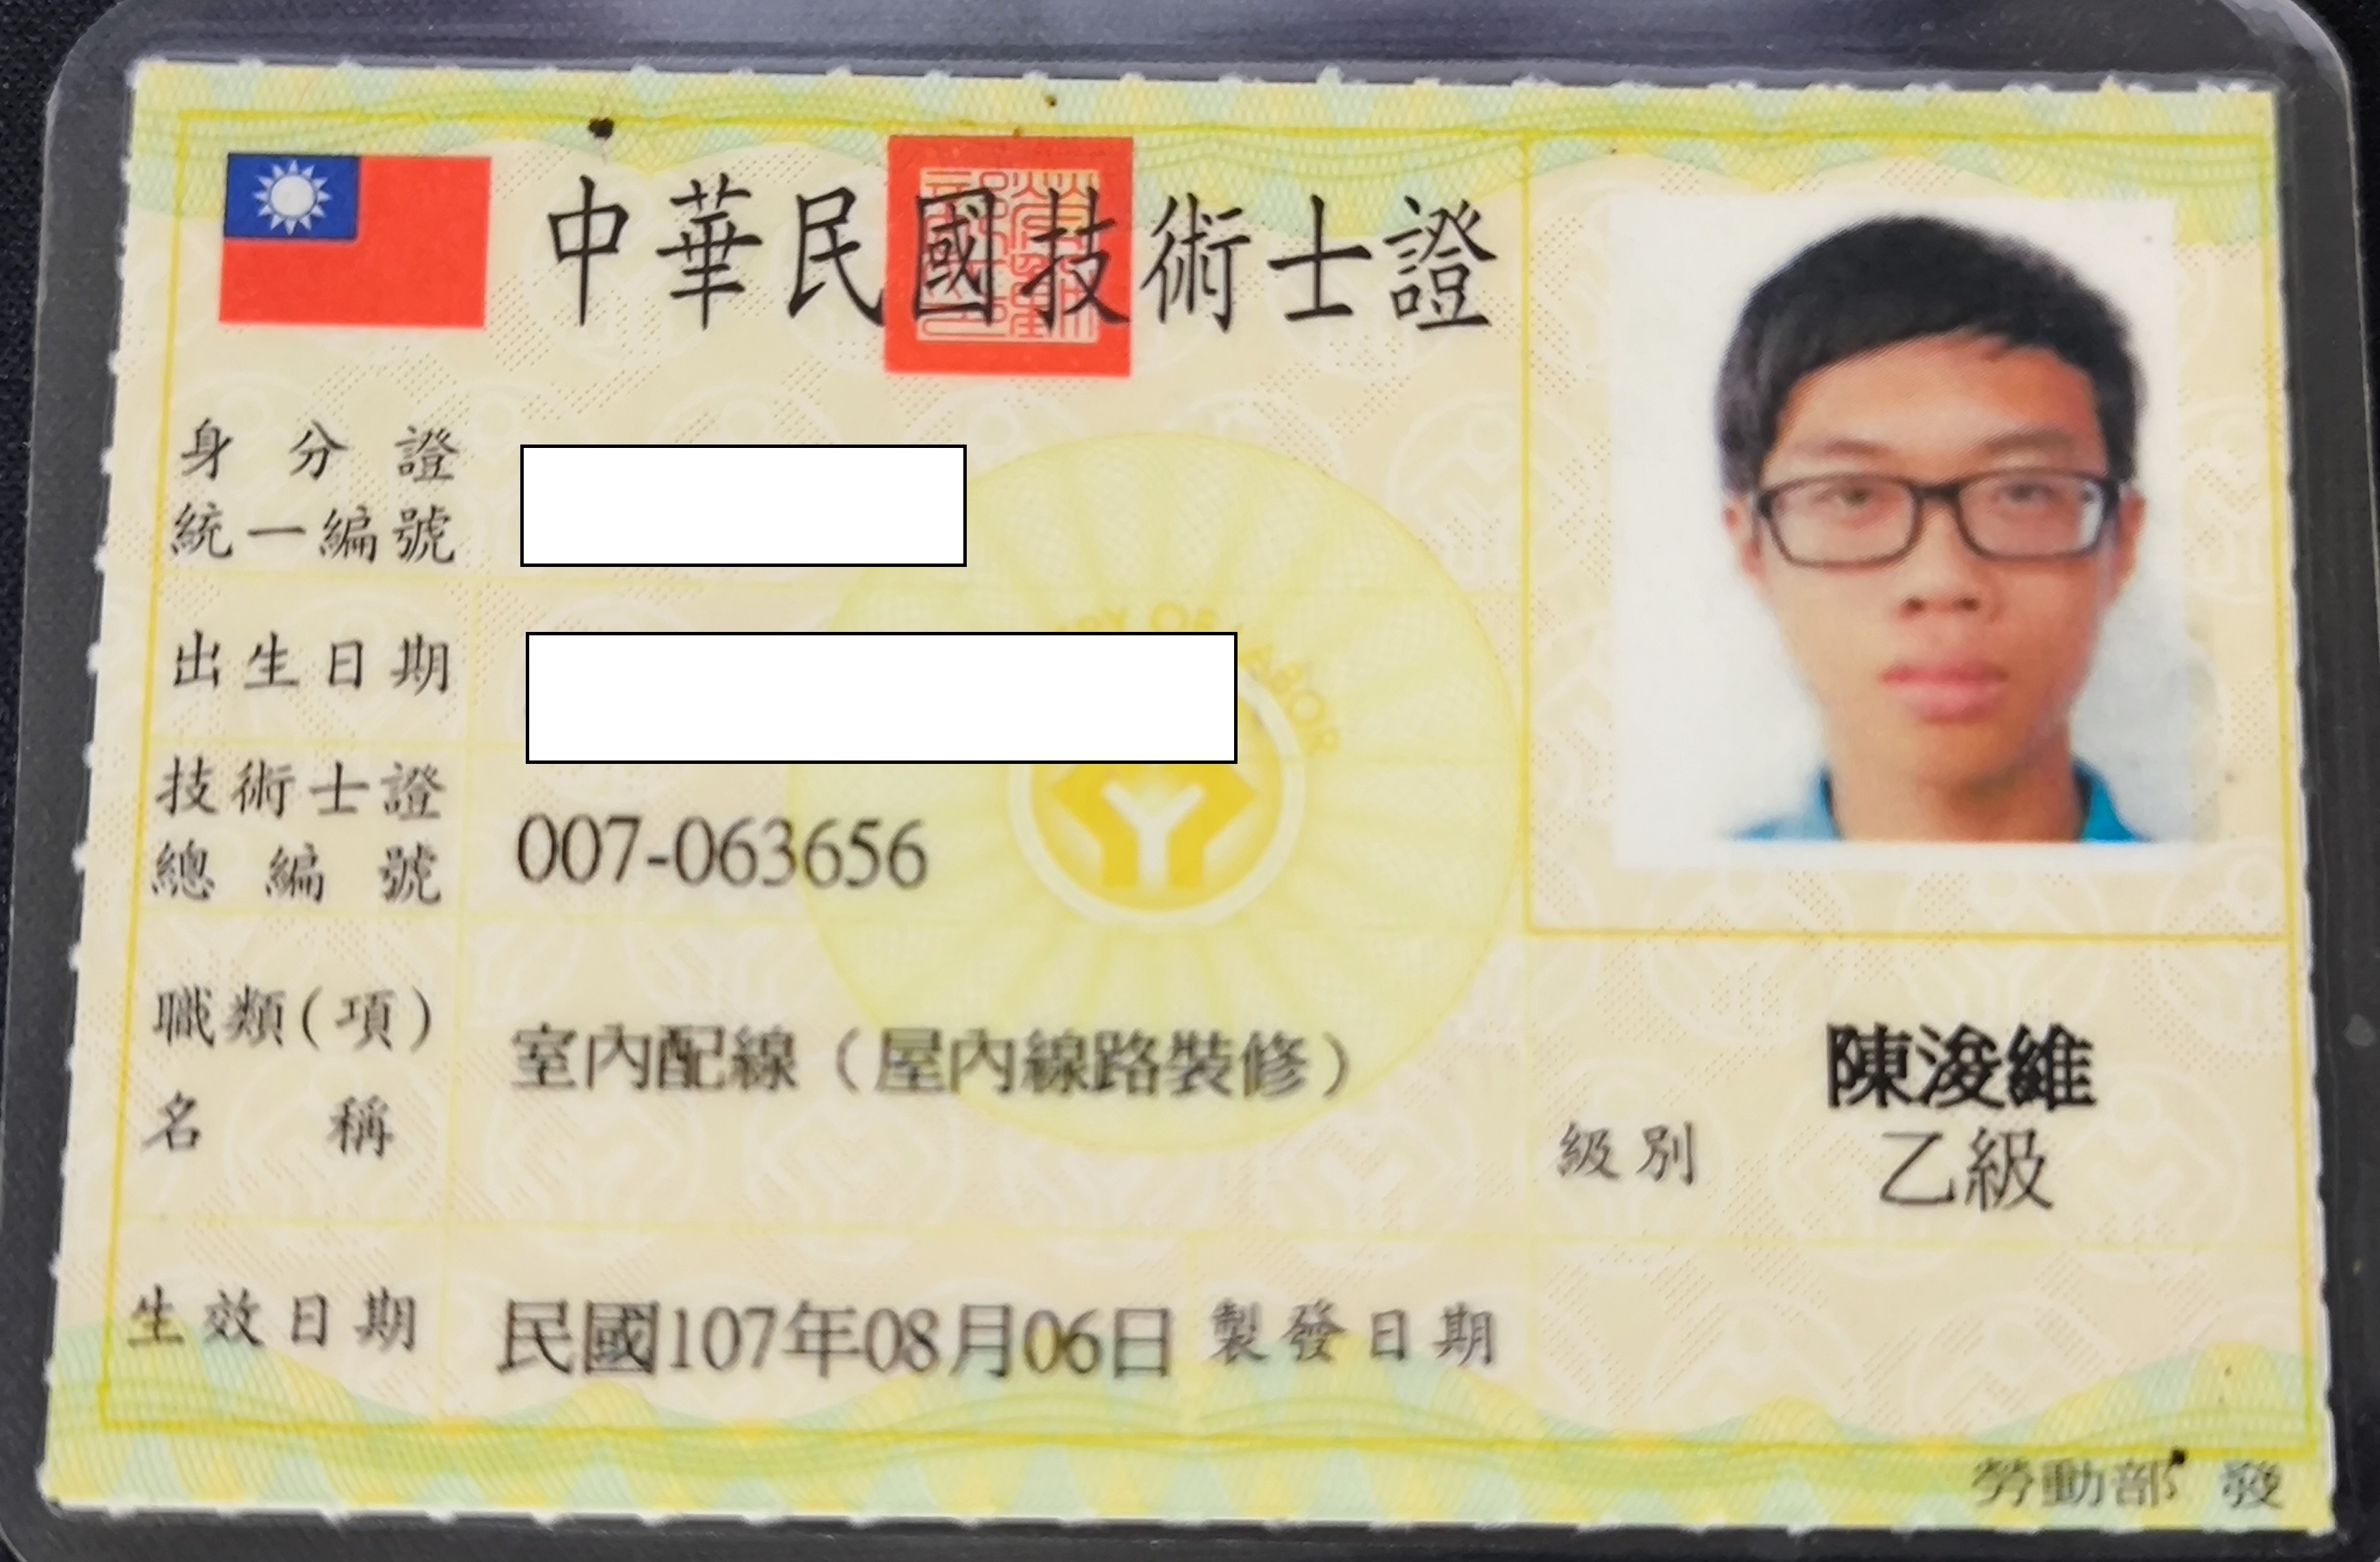 中華民國技術士證
身分證
統一編號
出生日期
技術士證
總編號
007-063656
職類(項)
名稱
室內配線（屋內線路裝修）
陳浚維
級別 乙級
生效日期 民國107年08月06日 製發日期
勞動部 發